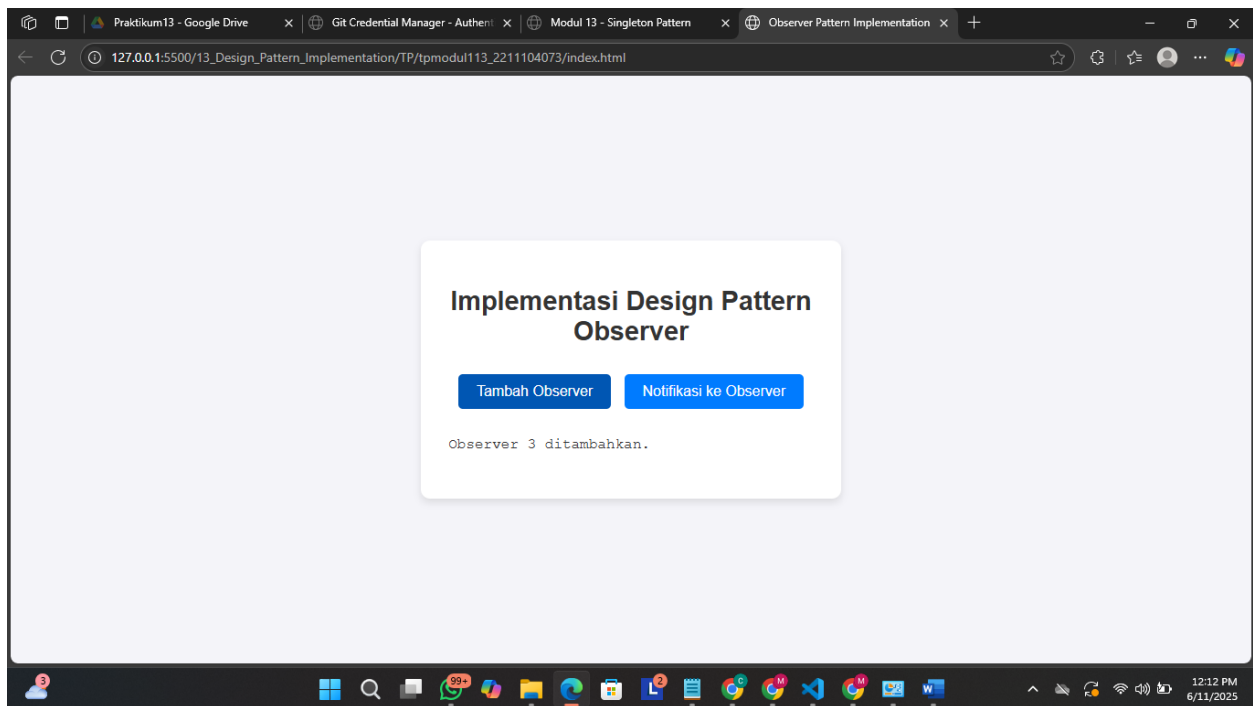 Praktikum13 - Google Drive
Git Credential Manager - Authent
Modul 13 - Singleton Pattern
Observer Pattern Implementation
127.0.0.1:5500/13_Design_Pattern_Implementation/TP/tpmodul113_2211104073/index.html
Implementasi Design Pattern
Observer
Tambah Observer
Notifikasi ke Observer
Observer 3 ditambahkan.
3
99+
L
2
C
M
M
W
12:12 PM
6/11/2025